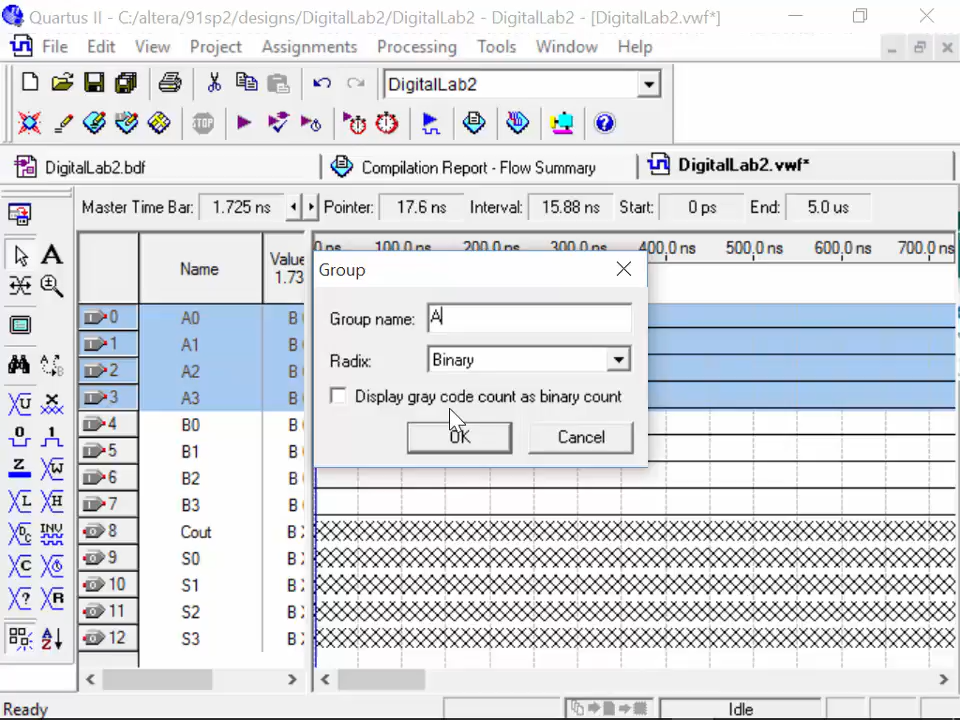 Quartus II - C:/altera/91sp2/designs/DigitalLab2/DigitalLab2 - DigitalLab2 - [DigitalLab2.vwf*]
File Edit View Project Assignments Processing Tools Window Help
DigitalLab2
STOP
DigitalLab2.bdf Compilation Report - Flow Summary DigitalLab2.vwf*
Master Time Bar: 1.725 ns Pointer: 17.6 ns Interval: 15.88 ns Start: 0 ps End: 5.0 us
Name
Value
1.73
0 ps 100.0 ns 200.0 ns 300.0 ns 400.0 ns 500.0 ns 600.0 ns 700.0 ns
Group
Group name: A
Radix: Binary
Display gray code count as binary count
OK Cancel
0 A0 B
1 A1 B
2 A2 B
3 A3 B
4 B0 B
5 B1 B
6 B2 B
7 B3 B
8 Cout B
9 S0 B
10 S1 B
11 S2 B
12 S3 B
Ready Idle